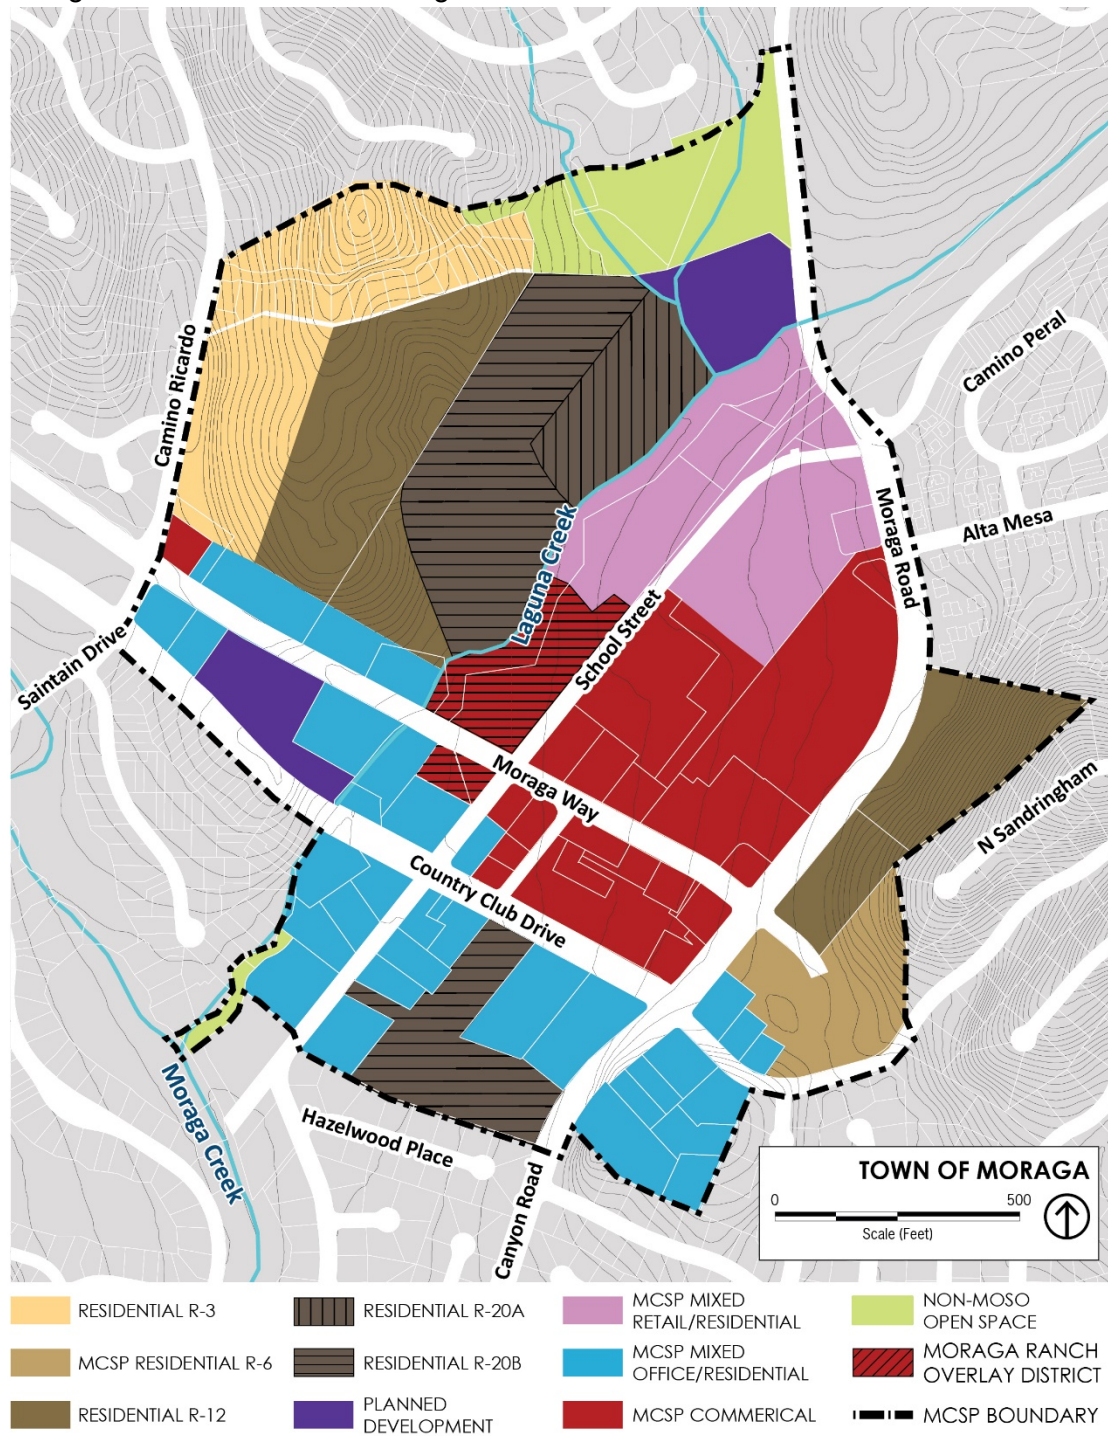 Camino Ricardo
Camino Peral
Alta Mesa
Moraga Road
Laguna Creek
School Street
Saintain Drive
Moraga Way
N Sandringham
Country Club Drive
Moraga Creek
Hazelwood Place
Canyon Road
TOWN OF MORAGA
0 500
Scale (Feet)
RESIDENTIAL R-3
RESIDENTIAL R-20A
MCSP MIXED
RETAIL/RESIDENTIAL
NON-MOSO
OPEN SPACE
MCSP RESIDENTIAL R-6
RESIDENTIAL R-20B
MCSP MIXED
OFFICE/RESIDENTIAL
MORAGA RANCH
OVERLAY DISTRICT
RESIDENTIAL R-12
PLANNED
DEVELOPMENT
MCSP COMMERICAL
MCSP BOUNDARY